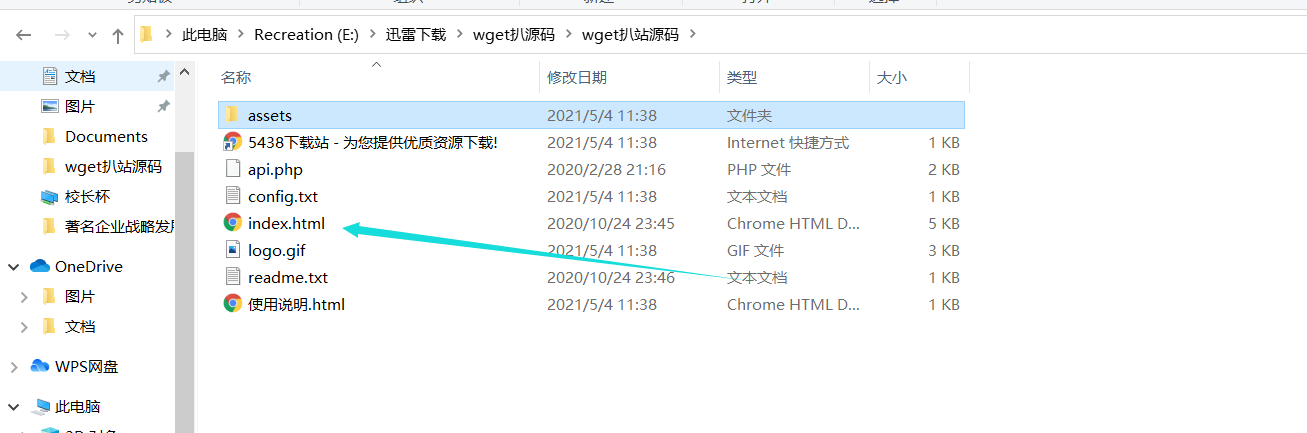 此电脑 > Recreation (E:) > 迅雷下载 > wget扒源码 > wget扒站源码 >
名称 修改日期 类型 大小
文档
图片
Documents
wget扒站源码
校长杯
著名企业战略发
OneDrive
图片
文档
WPS网盘
此电脑
assets 2021/5/4 11:38 文件夹
5438下载站 - 为您提供优质资源下载! 2021/5/4 11:38 Internet 快捷方式 1 KB
api.php 2020/2/28 21:16 PHP 文件 2 KB
config.txt 2021/5/4 11:38 文本文档 1 KB
index.html 2020/10/24 23:45 Chrome HTML D... 5 KB
logo.gif 2021/5/4 11:38 GIF 文件 3 KB
readme.txt 2020/10/24 23:46 文本文档 1 KB
使用说明.html 2021/5/4 11:38 Chrome HTML D... 1 KB